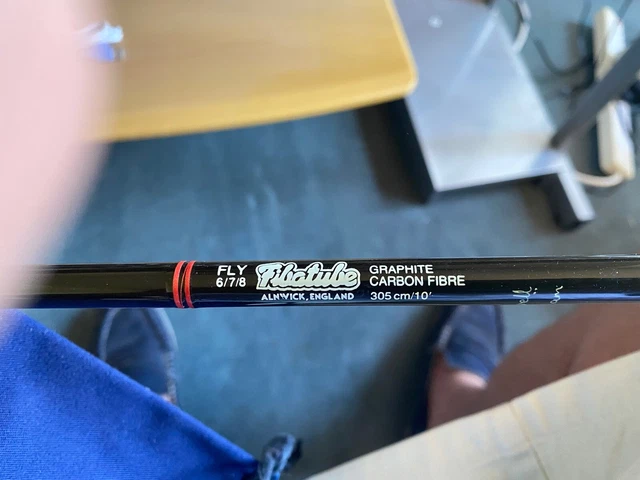 FLY
6/7/8
Fibatube
ALNWICK, ENGLAND
GRAPHITE
CARBON FIBRE
305 cm/10'